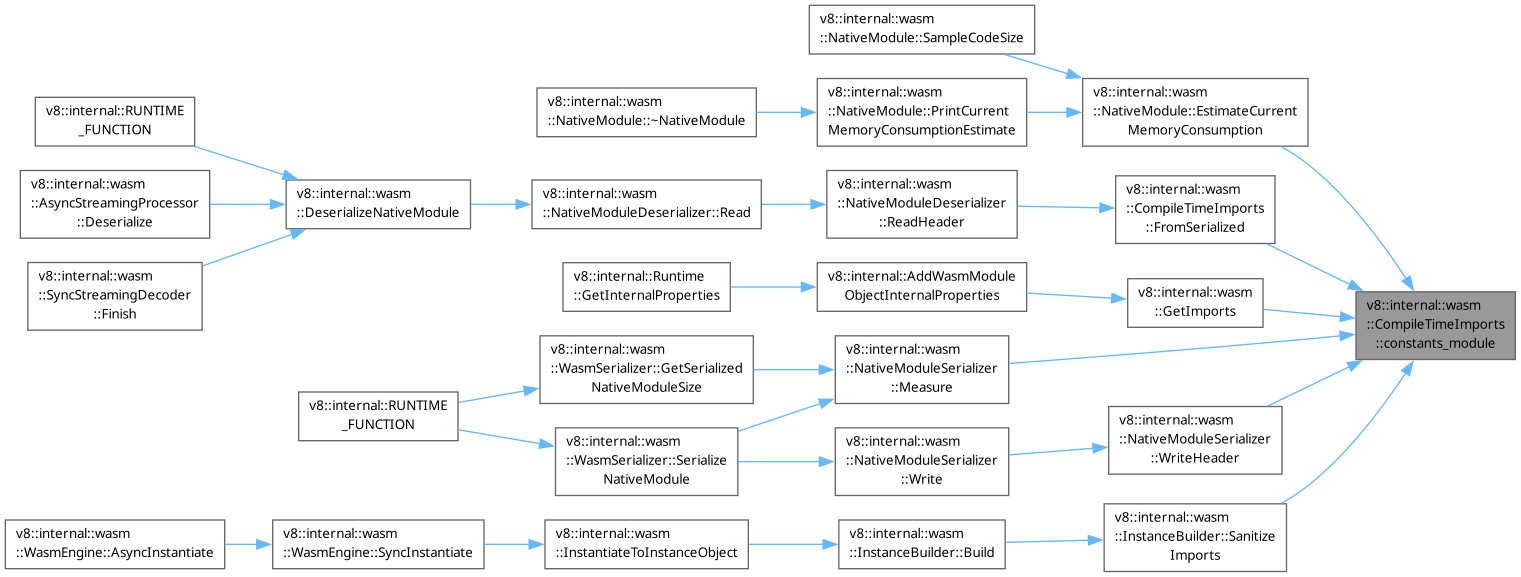 v8::internal::wasm
::NativeModule::SampleCodeSize
v8::internal::wasm
::NativeModule::EstimateCurrent
MemoryConsumption
v8::internal::wasm
::NativeModule::PrintCurrent
MemoryConsumptionEstimate
v8::internal::wasm
::NativeModule::~NativeModule
v8::internal::RUNTIME
_FUNCTION
v8::internal::wasm
::AsyncStreamingProcessor
::Deserialize
v8::internal::wasm
::DeserializeNativeModule
v8::internal::wasm
::NativeModuleDeserializer::Read
v8::internal::wasm
::NativeModuleDeserializer
::ReadHeader
v8::internal::wasm
::CompileTimeImports
::FromSerialized
v8::internal::wasm
::SyncStreamingDecoder
::Finish
v8::internal::Runtime
::GetInternalProperties
v8::internal::AddWasmModule
ObjectInternalProperties
v8::internal::wasm
::GetImports
v8::internal::wasm
::CompileTimeImports
::constants_module
v8::internal::wasm
::WasmSerializer::GetSerialized
NativeModuleSize
v8::internal::wasm
::NativeModuleSerializer
::Measure
v8::internal::RUNTIME
_FUNCTION
v8::internal::wasm
::WasmSerializer::Serialize
NativeModule
v8::internal::wasm
::NativeModuleSerializer
::Write
v8::internal::wasm
::NativeModuleSerializer
::WriteHeader
v8::internal::wasm
::WasmEngine::AsyncInstantiate
v8::internal::wasm
::WasmEngine::SyncInstantiate
v8::internal::wasm
::InstantiateToInstanceObject
v8::internal::wasm
::InstanceBuilder::Build
v8::internal::wasm
::InstanceBuilder::Sanitize
Imports